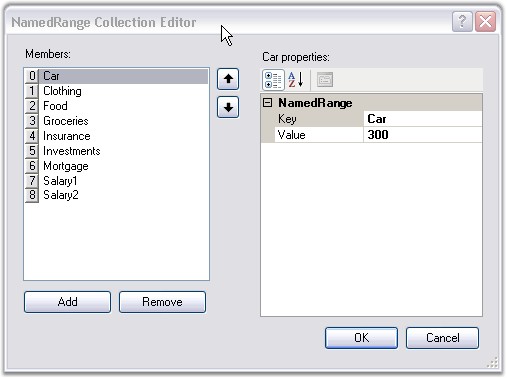 NamedRange Collection Editor
Members:
0 Car
1 Clothing
2 Food
3 Groceries
4 Insurance
5 Investments
6 Mortgage
7 Salary1
8 Salary2
Add Remove
Car properties:
A Z
NamedRange
Key Car
Value 300
OK Cancel